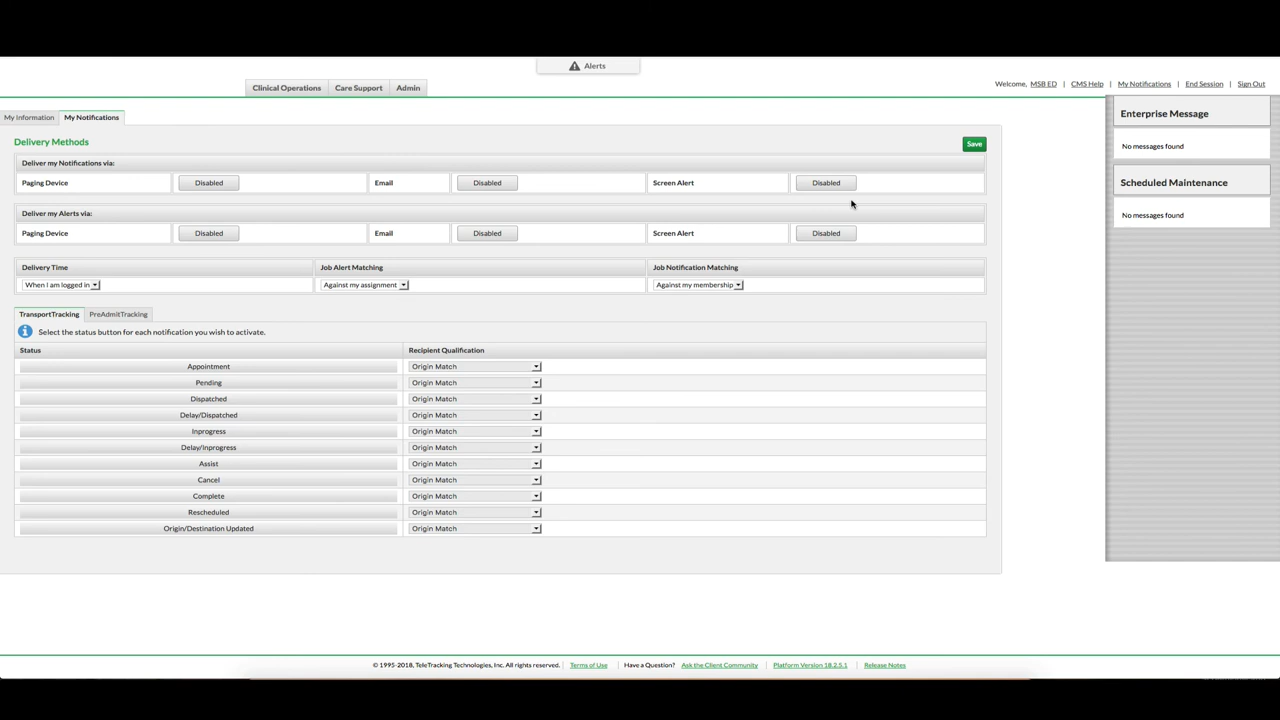 Alerts
Clinical Operations Care Support Admin
Welcome, MSB ED | CMS Help | My Notifications | End Session | Sign Out
My Information My Notifications
Delivery Methods
Save
Deliver my Notifications via:
Paging Device Disabled Email Disabled Screen Alert Disabled
Deliver my Alerts via:
Paging Device Disabled Email Disabled Screen Alert Disabled
Delivery Time Job Alert Matching Job Notification Matching
When I am logged in Against my assignment Against my membership
TransportTracking PreAdmitTracking
Select the status button for each notification you wish to activate.
Status Recipient Qualification
Appointment Origin Match
Pending Origin Match
Dispatched Origin Match
Delay/Dispatched Origin Match
Inprogress Origin Match
Delay/Inprogress Origin Match
Assist Origin Match
Cancel Origin Match
Complete Origin Match
Rescheduled Origin Match
Origin/Destination Updated Origin Match
Enterprise Message
No messages found
Scheduled Maintenance
No messages found
© 1995-2018, TeleTracking Technologies, Inc. All rights reserved. | Terms of Use | Have a Question? Ask the Client Community | Platform Version 18.2.5.1 | Release Notes